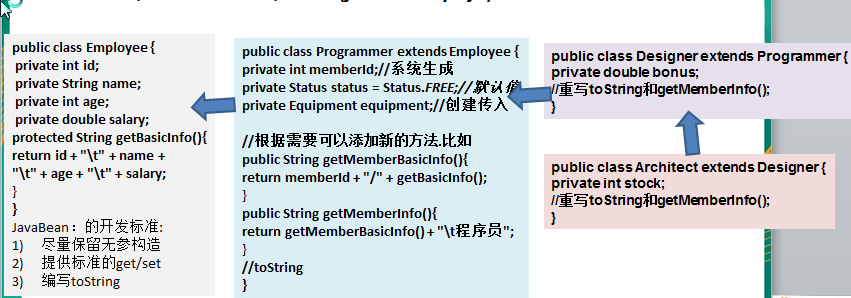 public class Employee {
private int id;
private String name;
private int age;
private double salary;
protected String getBasicInfo(){
return id + "\t" + name +
"\t" + age + "\t" + salary;
}
}
JavaBean：的开发标准:
1) 尽量保留无参构造
2) 提供标准的get/set
3) 编写toString
public class Programmer extends Employee {
private int memberId;//系统生成
private Status status = Status.FREE;//默认值
private Equipment equipment;//创建传入
//根据需要可以添加新的方法.比如
public String getMemberBasicInfo(){
return memberId + "/" + getBasicInfo();
}
public String getMemberInfo(){
return getMemberBasicInfo() + "\t程序员";
}
//toString
}
public class Designer extends Programmer {
private double bonus;
//重写toString和getMemberInfo();
}
public class Architect extends Designer {
private int stock;
//重写toString和getMemberInfo();
}